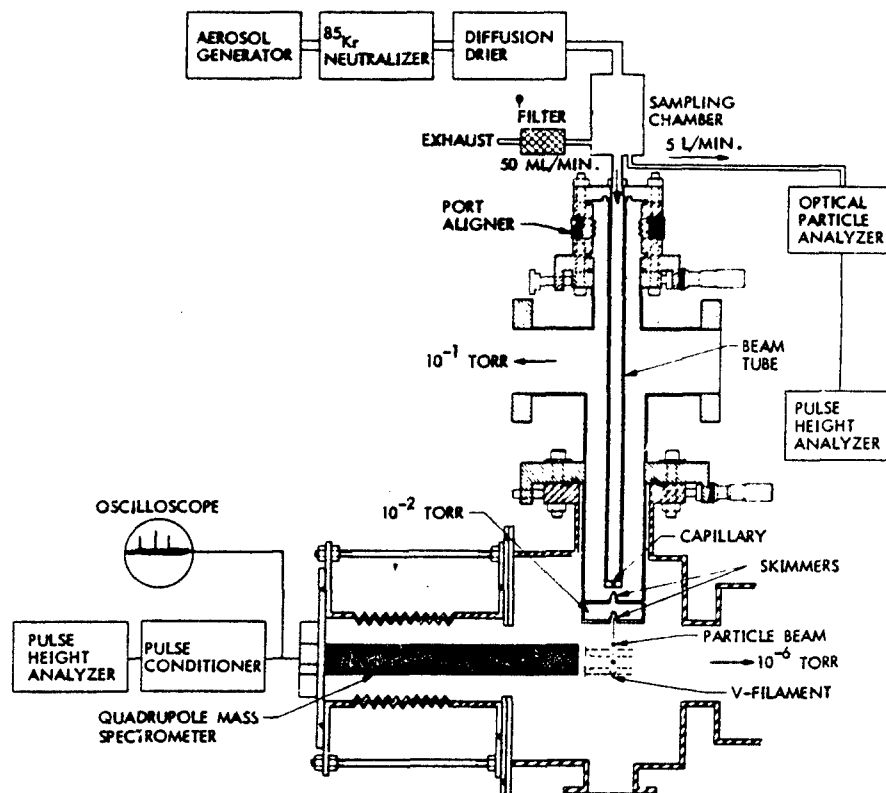 AEROSOL
GENERATOR
85Kr
NEUTRALIZER
DIFFUSION
DRIER
SAMPLING
CHAMBER
FILTER
EXHAUST
50 ML/MIN.
5 L/MIN.
PORT
ALIGNER
OPTICAL
PARTICLE
ANALYZER
10⁻¹ TORR
BEAM
TUBE
PULSE
HEIGHT
ANALYZER
OSCILLOSCOPE
10⁻² TORR
CAPILLARY
SKIMMERS
PULSE
HEIGHT
ANALYZER
PULSE
CONDITIONER
PARTICLE BEAM
10⁻⁶ TORR
V-FILAMENT
QUADRUPOLE MASS
SPECTROMETER